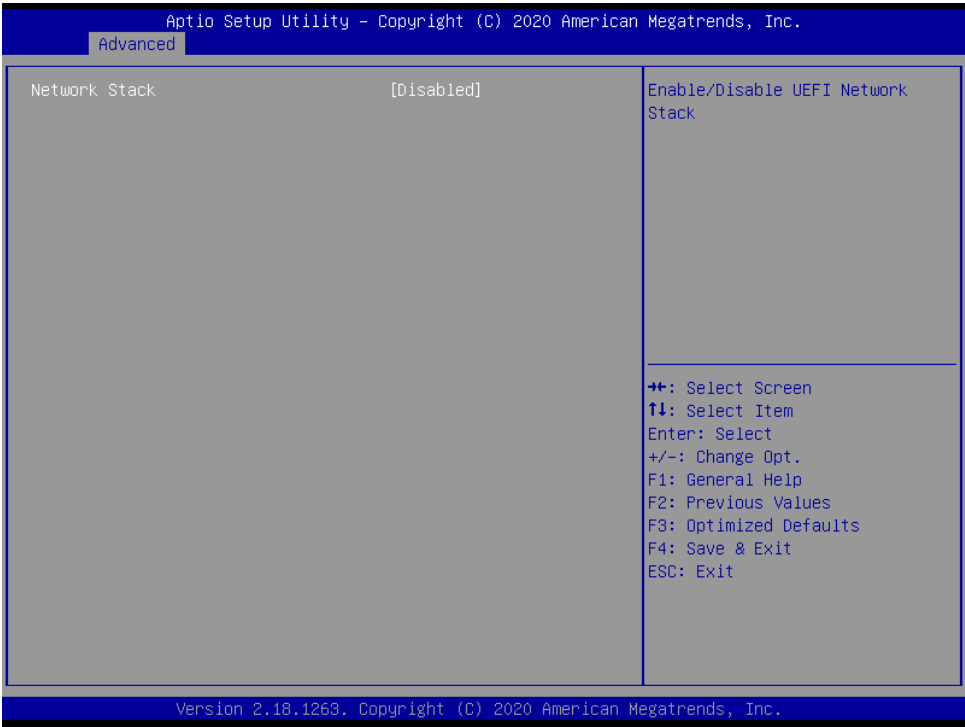 Aptio Setup Utility – Copyright (C) 2020 American Megatrends, Inc.
Advanced
Network Stack [Disabled]
Enable/Disable UEFI Network
Stack
→←: Select Screen
↑↓: Select Item
Enter: Select
+/-: Change Opt.
F1: General Help
F2: Previous Values
F3: Optimized Defaults
F4: Save & Exit
ESC: Exit
Version 2.18.1263. Copyright (C) 2020 American Megatrends, Inc.